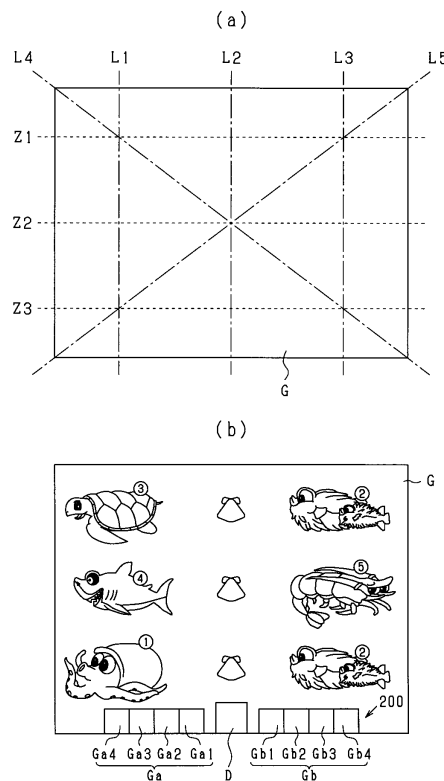 (a)
L4 L1 L2 L3 L5
Z1
Z2
Z3
G
(b)
G
③ ②
④ ⑤
① ②
200
Ga4 Ga3 Ga2 Ga1 Gb1 Gb2 Gb3 Gb4
Ga D Gb